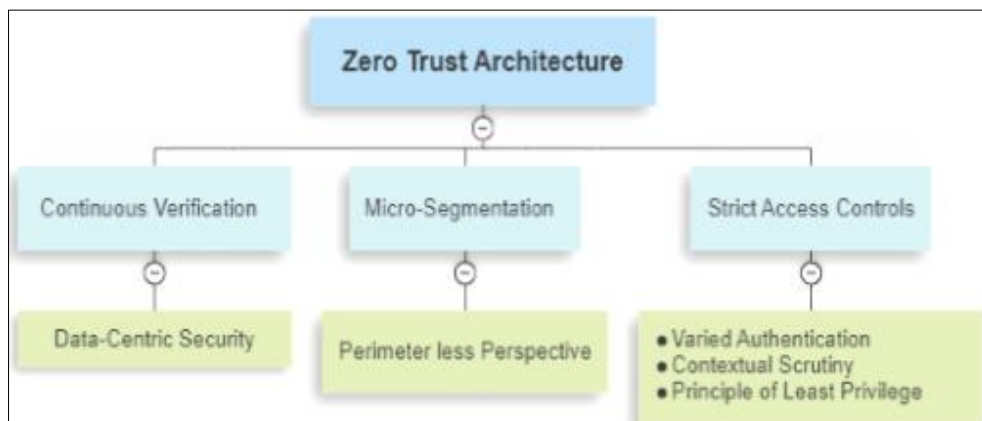 Zero Trust Architecture
Continuous Verification
Micro-Segmentation
Strict Access Controls
Data-Centric Security
Perimeter less Perspective
● Varied Authentication
● Contextual Scrutiny
● Principle of Least Privilege